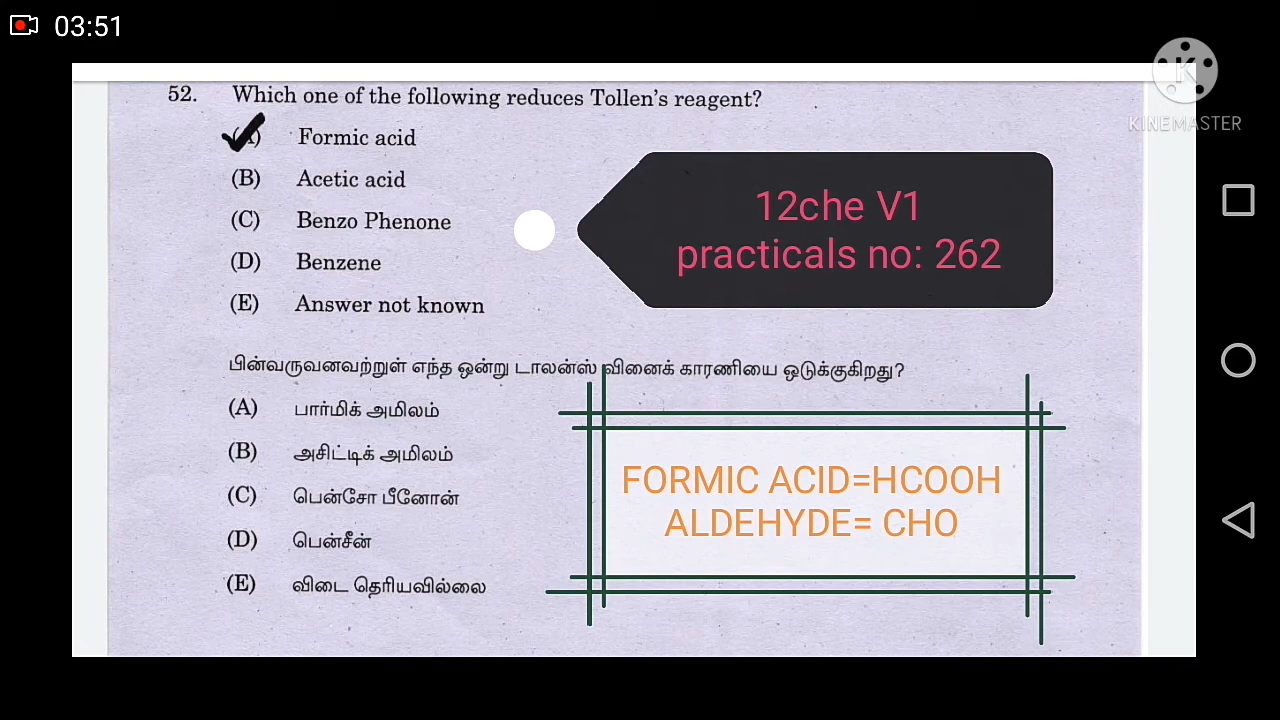 03:51
KINEMASTER
52. Which one of the following reduces Tollen's reagent?
(A) Formic acid
(B) Acetic acid
(C) Benzo Phenone
(D) Benzene
(E) Answer not known
12che V1
practicals no: 262
பின்வருவனவற்றுள் எந்த ஒன்று டாலன்ஸ் வினைக் காரணியை ஒடுக்குகிறது?
(A) பார்மிக் அமிலம்
(B) அசிட்டிக் அமிலம்
(C) பென்சோ பீனோன்
(D) பென்சீன்
(E) விடை தெரியவில்லை
FORMIC ACID=HCOOH
ALDEHYDE= CHO